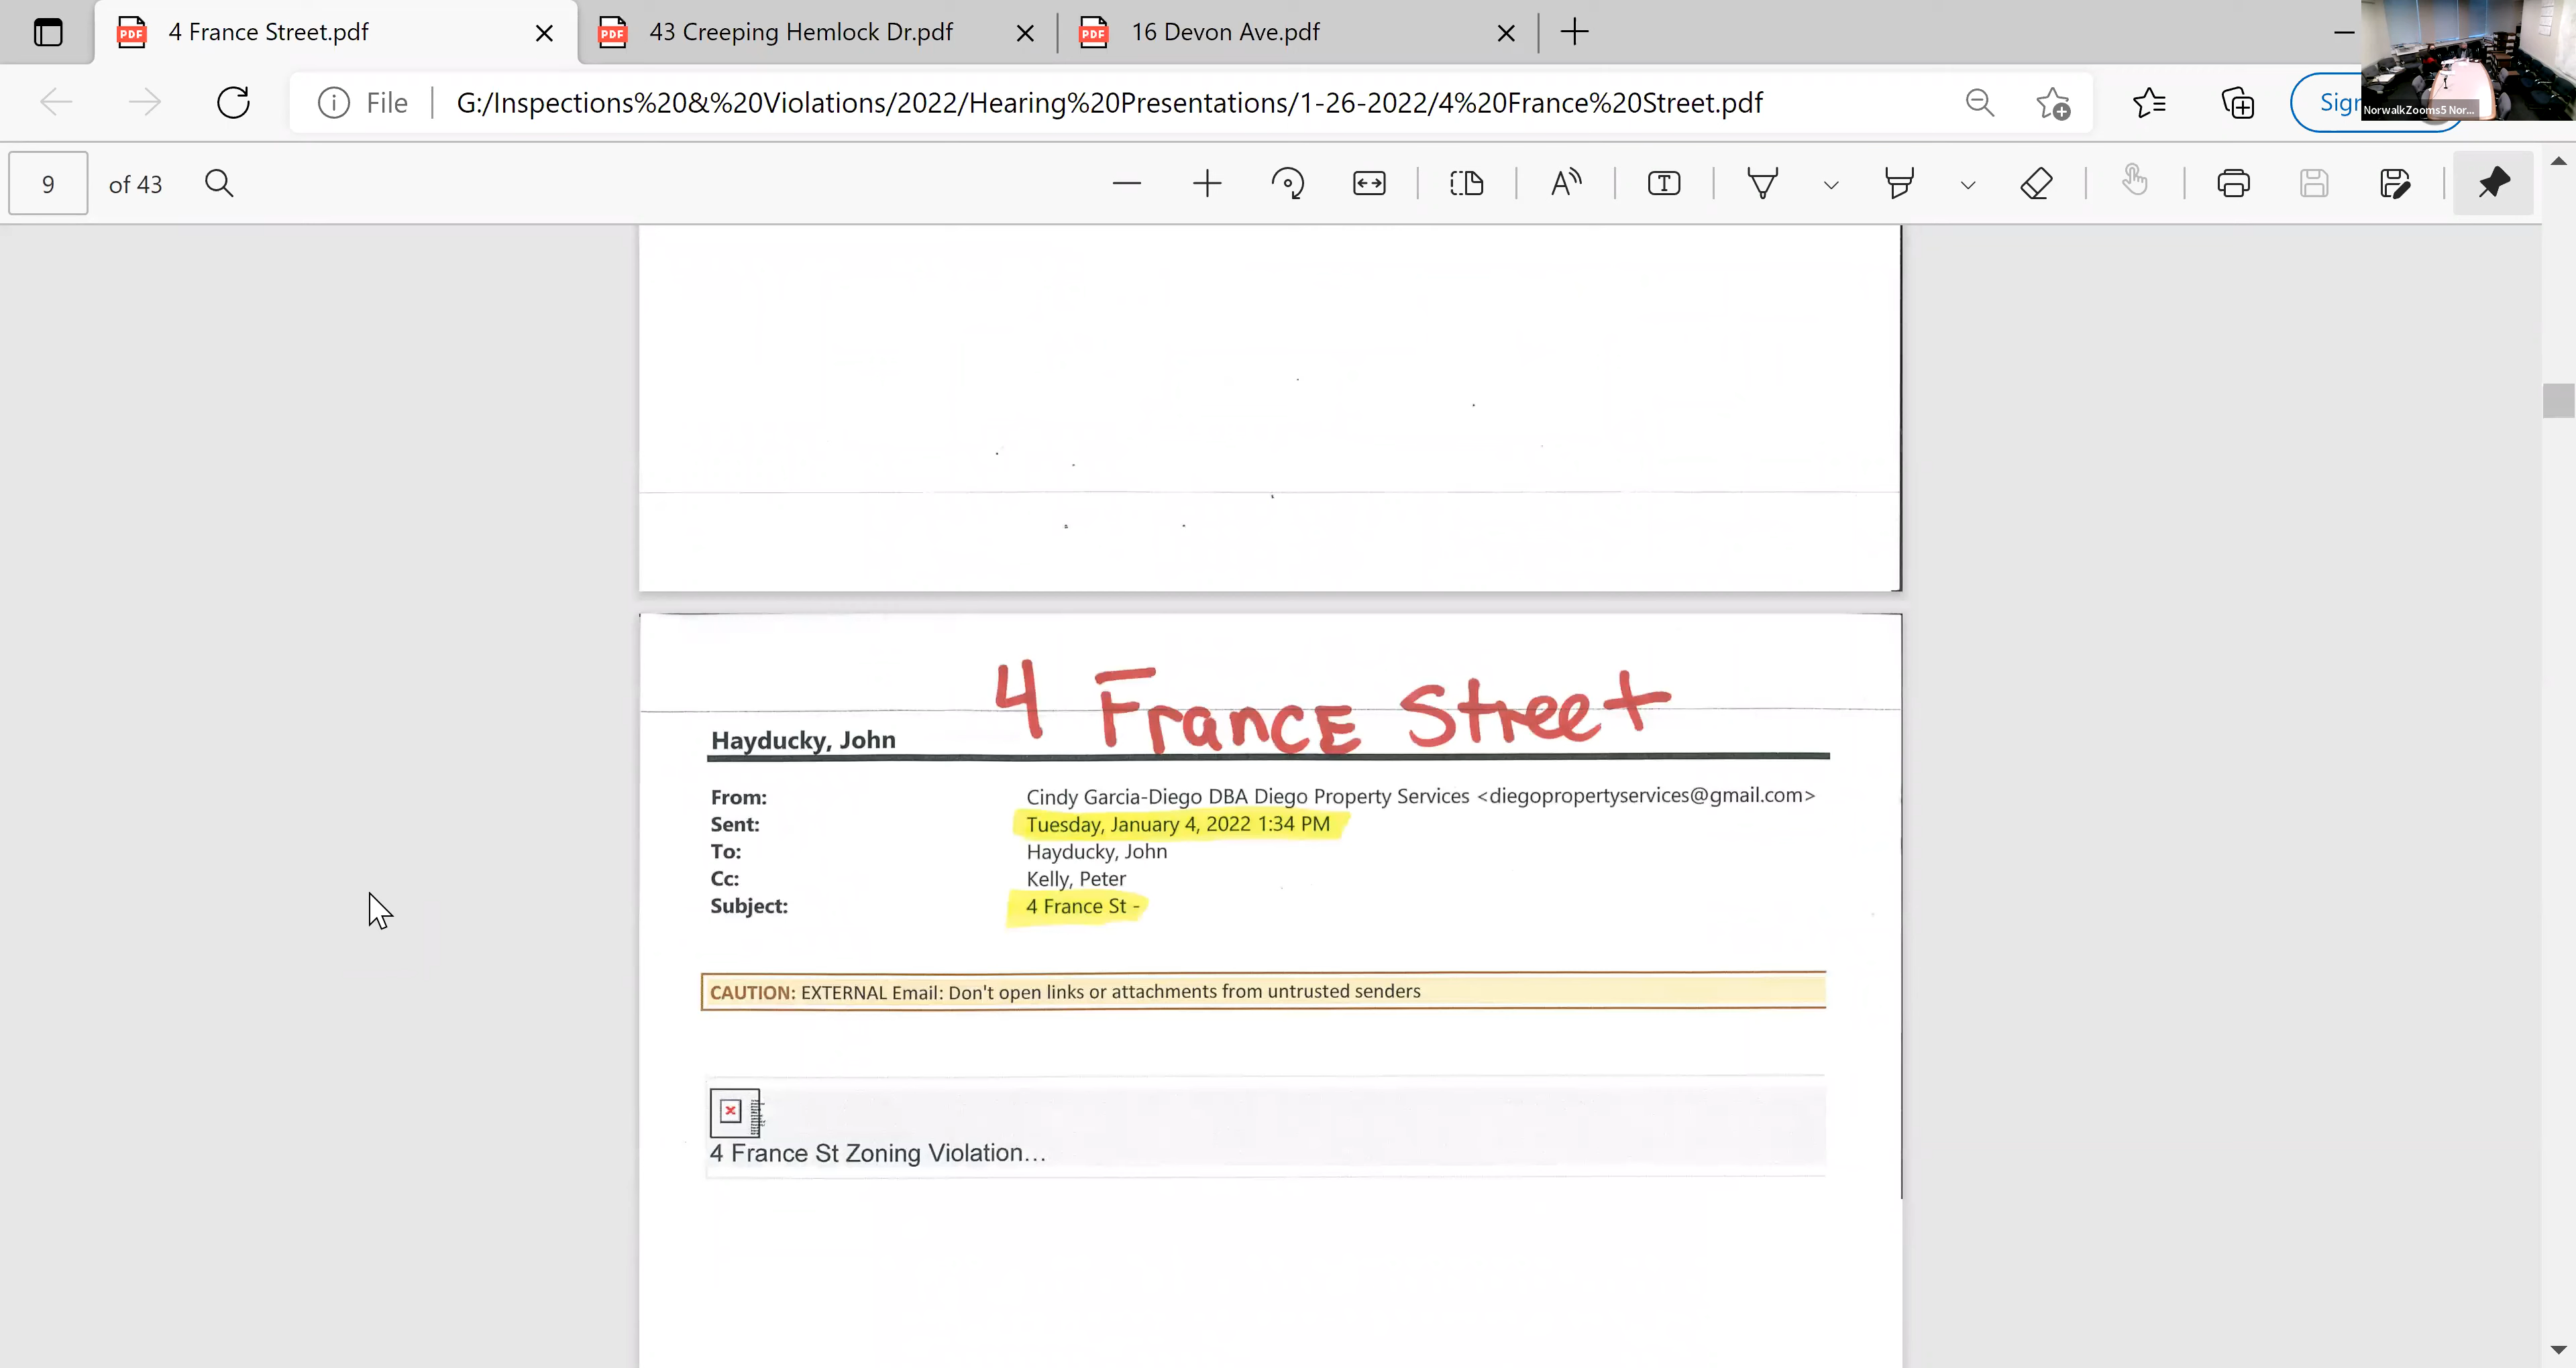 4 France Street.pdf
43 Creeping Hemlock Dr.pdf
16 Devon Ave.pdf
File
G:/Inspections%20&%20Violations/2022/Hearing%20Presentations/1-26-2022/4%20France%20Street.pdf
Sign
NorwalkZooms5 Nor...
9 of 43
4 FrancE Street
Hayducky, John
From: Cindy Garcia-Diego DBA Diego Property Services <diegopropertyservices@gmail.com>
Sent: Tuesday, January 4, 2022 1:34 PM
To: Hayducky, John
Cc: Kelly, Peter
Subject: 4 France St -
CAUTION: EXTERNAL Email: Don't open links or attachments from untrusted senders
4 France St Zoning Violation...